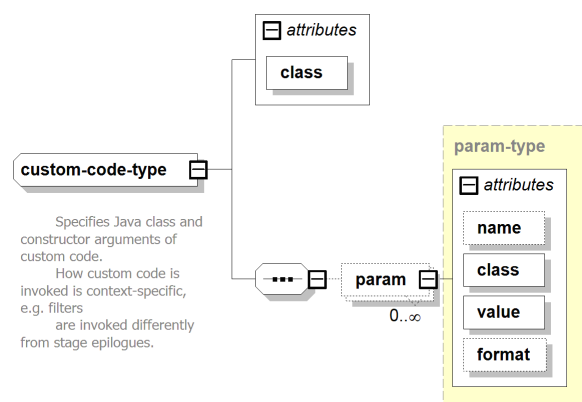 attributes
class
custom-code-type
Specifies Java class and
constructor arguments of
custom code.
How custom code is
invoked is context-specific,
e.g. filters
are invoked differently
from stage epilogues.
param
0..∞
param-type
attributes
name
class
value
format